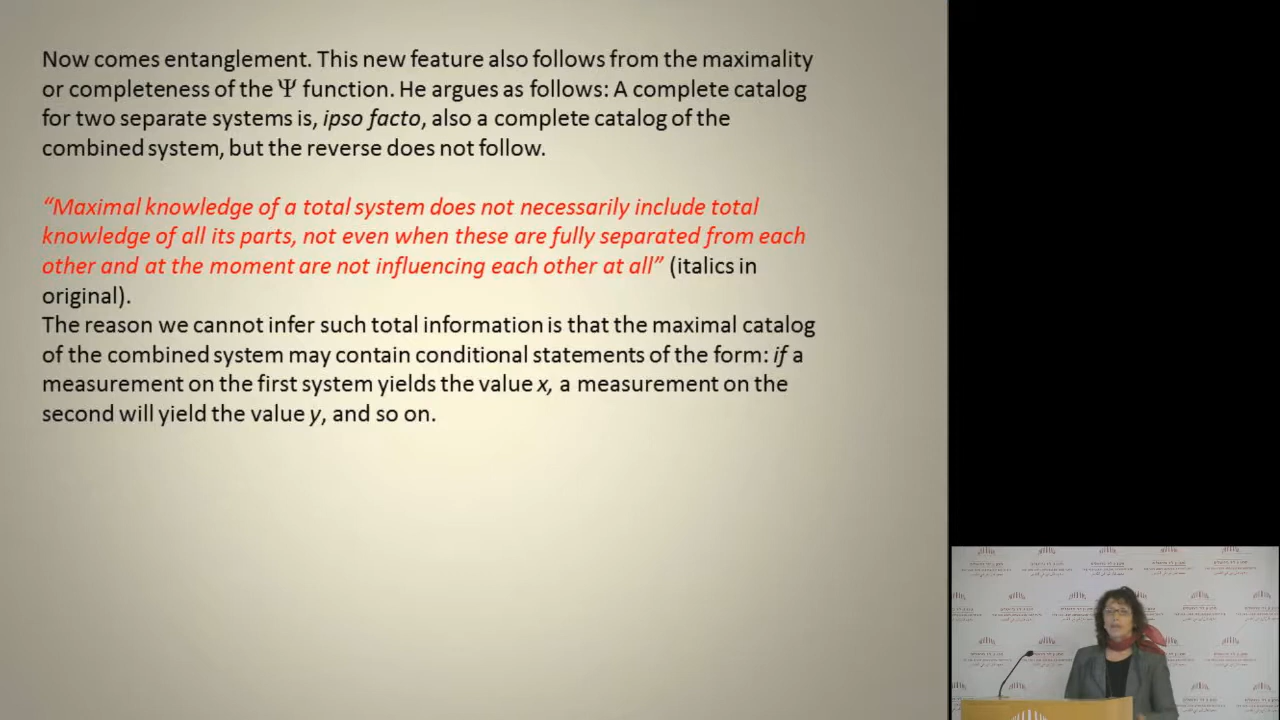 Now comes entanglement. This new feature also follows from the maximality
or completeness of the Ψ function. He argues as follows: A complete catalog
for two separate systems is, ipso facto, also a complete catalog of the
combined system, but the reverse does not follow.
“Maximal knowledge of a total system does not necessarily include total
knowledge of all its parts, not even when these are fully separated from each
other and at the moment are not influencing each other at all” (italics in
original).
The reason we cannot infer such total information is that the maximal catalog
of the combined system may contain conditional statements of the form: if a
measurement on the first system yields the value x, a measurement on the
second will yield the value y, and so on.